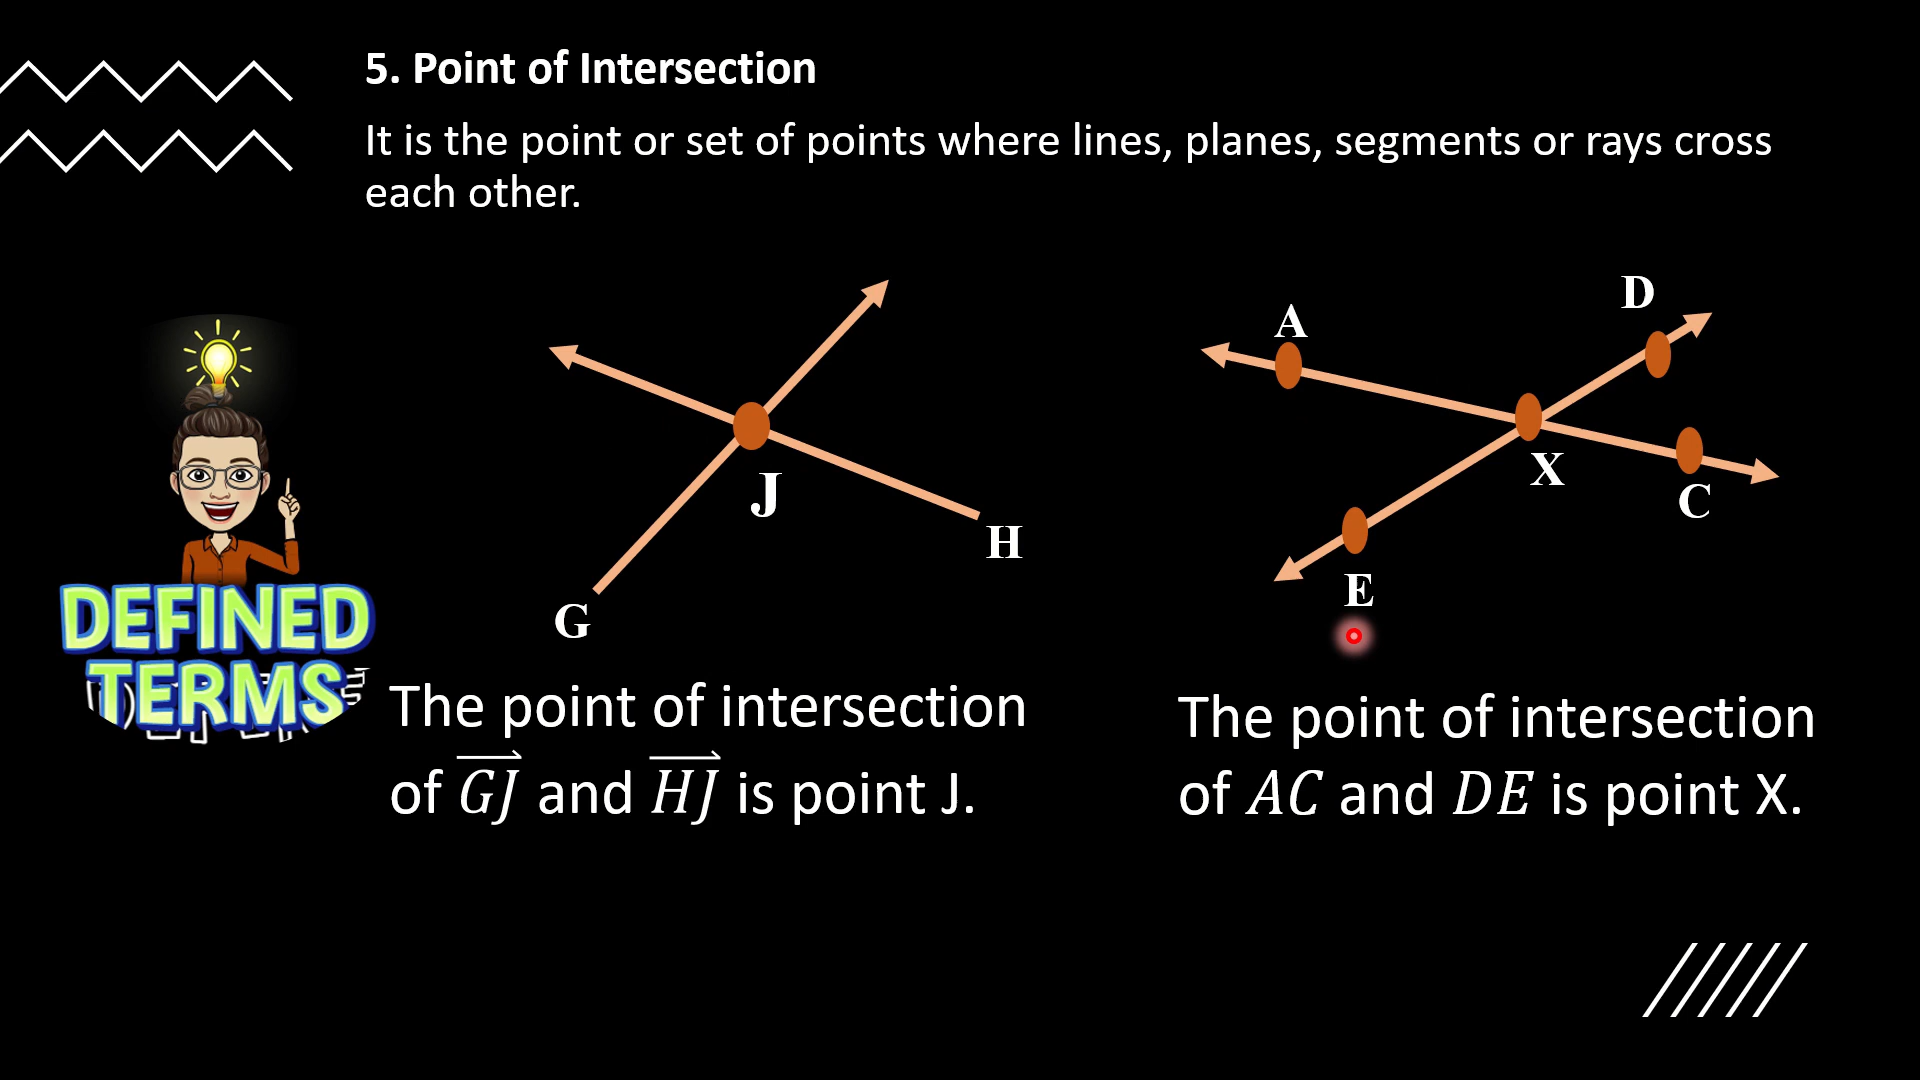 5. Point of Intersection
It is the point or set of points where lines, planes, segments or rays cross
each other.
D
A
J
X
C
H
E
G
DEFINED
TERMS
The point of intersection
of $\overrightarrow{GJ}$ and $\overrightarrow{HJ}$ is point J.
The point of intersection
of AC and DE is point X.